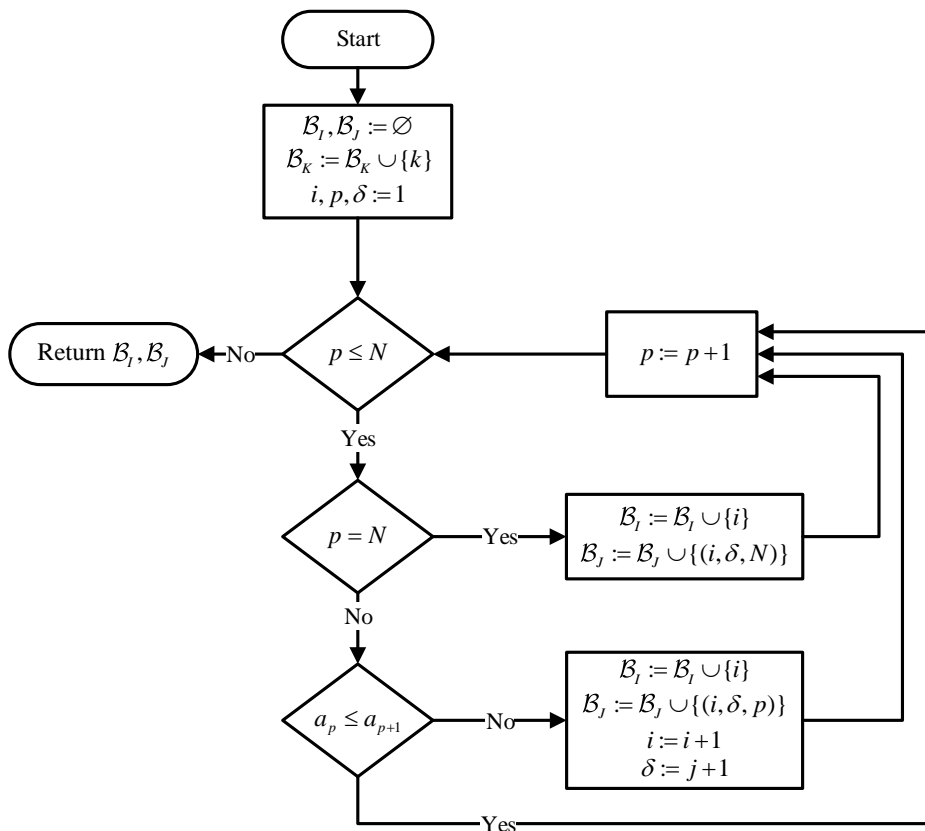 Start
ℬ_I, ℬ_J := ∅
ℬ_K := ℬ_K ∪ {k}
i, p, δ := 1
p ≤ N
No
Return ℬ_I, ℬ_J
p := p+1
Yes
p = N
Yes
ℬ_I := ℬ_I ∪ {i}
ℬ_J := ℬ_J ∪ {(i, δ, N)}
No
a_p ≤ a_{p+1}
No
ℬ_I := ℬ_I ∪ {i}
ℬ_J := ℬ_J ∪ {(i, δ, p)}
i := i+1
δ := j+1
Yes